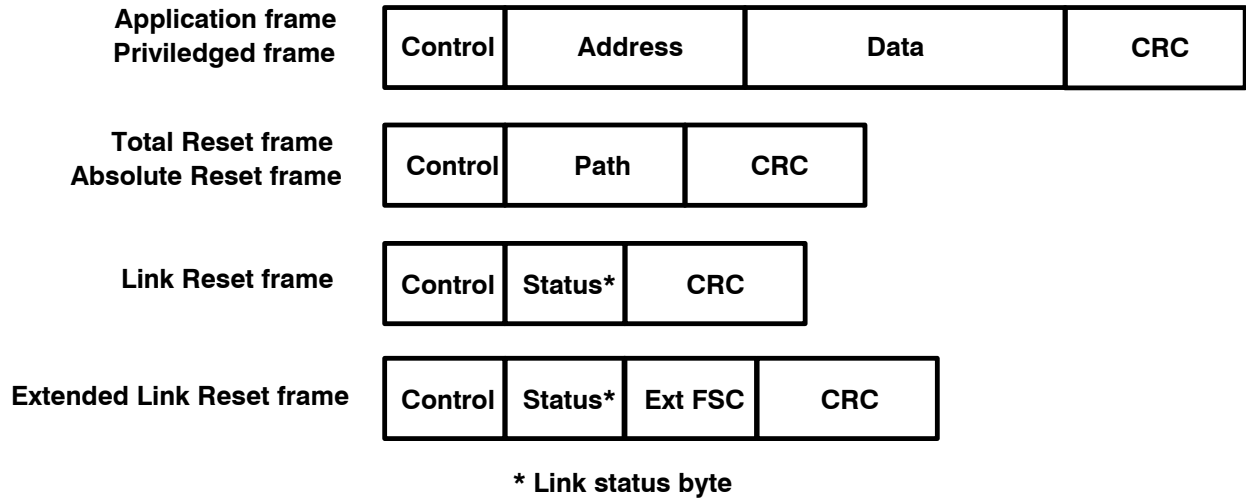 Application frame
Priviledged frame
Control Address Data CRC
Total Reset frame
Absolute Reset frame
Control Path CRC
Link Reset frame
Control Status* CRC
Extended Link Reset frame
Control Status* Ext FSC CRC
* Link status byte